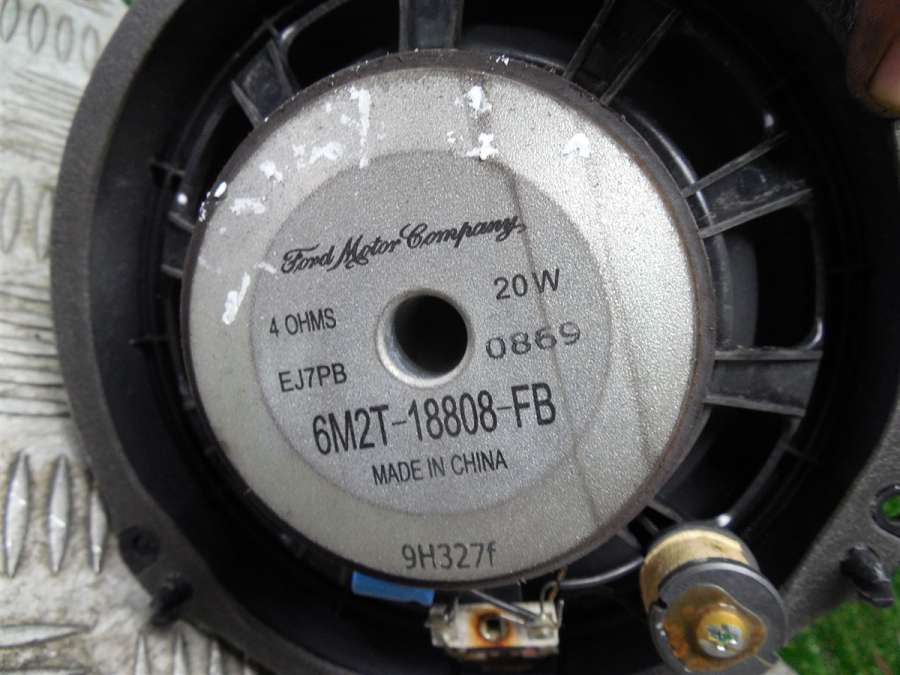 Ford Motor Company,
4 OHMS
20W
EJ7PB
0869
6M2T-18808-FB
MADE IN CHINA
9H327f